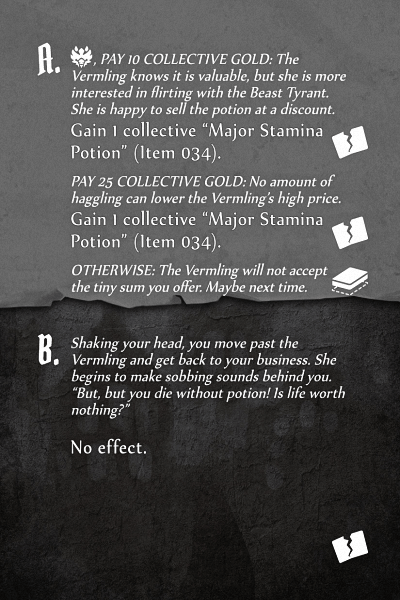 A. , PAY 10 COLLECTIVE GOLD: The
Vermling knows it is valuable, but she is more
interested in flirting with the Beast Tyrant.
She is happy to sell the potion at a discount.
Gain 1 collective “Major Stamina
Potion” (Item 034).
PAY 25 COLLECTIVE GOLD: No amount of
haggling can lower the Vermling’s high price.
Gain 1 collective “Major Stamina
Potion” (Item 034).
OTHERWISE: The Vermling will not accept
the tiny sum you offer. Maybe next time.
B. Shaking your head, you move past the
Vermling and get back to your business. She
begins to make sobbing sounds behind you.
“But, but you die without potion! Is life worth
nothing?”
No effect.